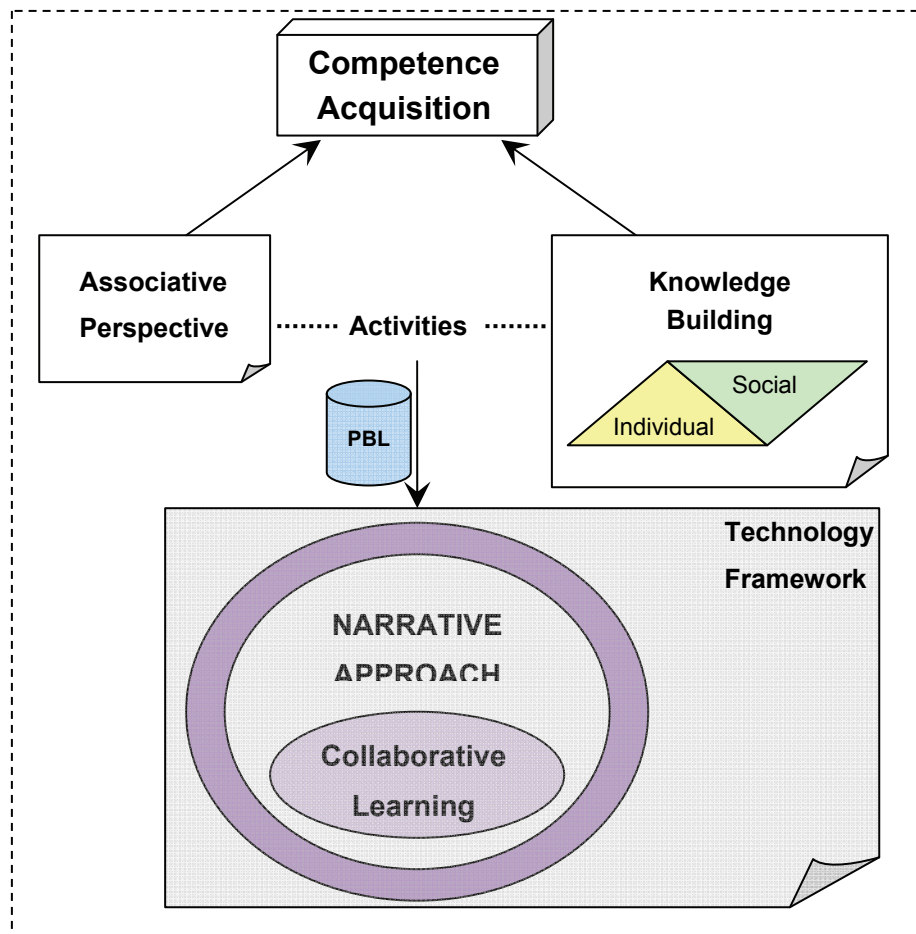 Competence
Acquisition
Associative
Perspective
Activities
Knowledge
Building
Social
Individual
PBL
Technology
Framework
NARRATIVE
APPROACH
Collaborative
Learning